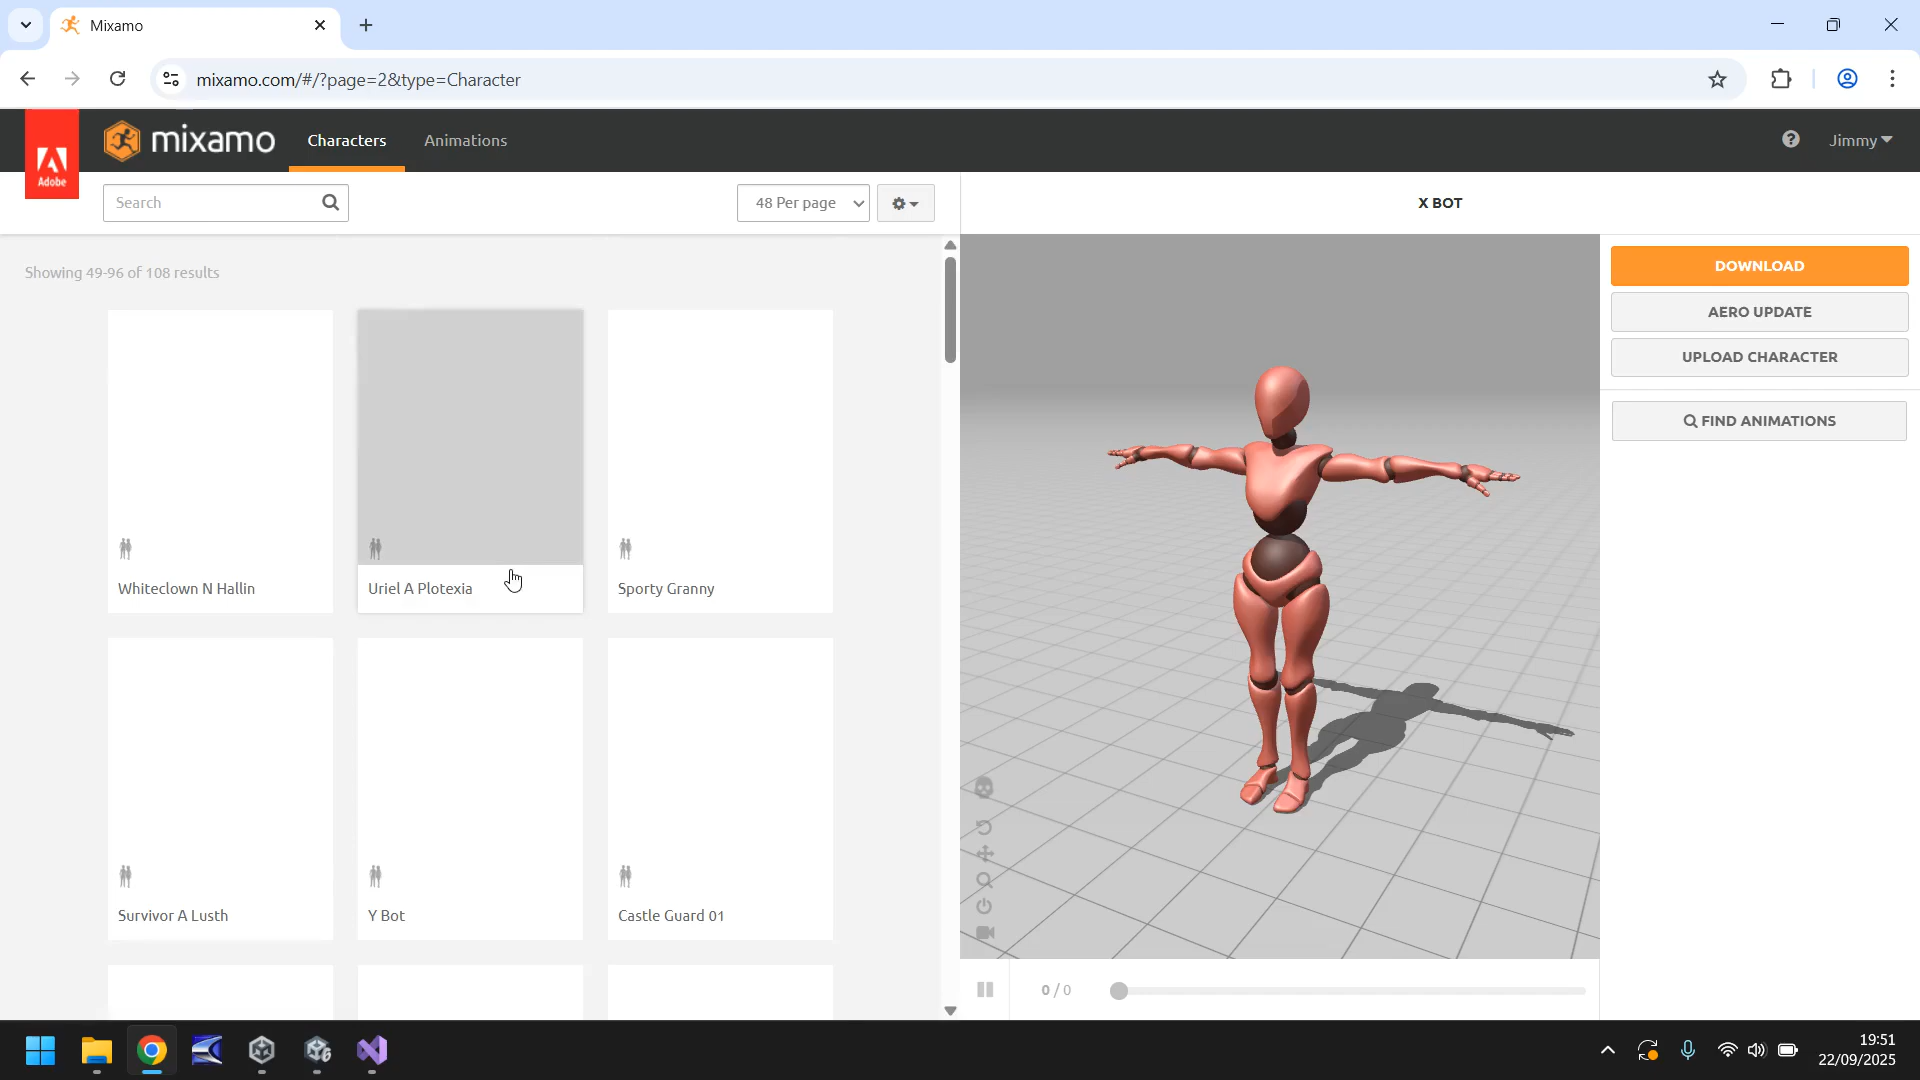 Mixamo
mixamo.com/#/?page=2&type=Character
Adobe
mixamo
Characters
Animations
Jimmy
Search
48 Per page
X BOT
Showing 49-96 of 108 results
DOWNLOAD
AERO UPDATE
UPLOAD CHARACTER
FIND ANIMATIONS
Whiteclown N Hallin
Uriel A Plotexia
Sporty Granny
Survivor A Lusth
Y Bot
Castle Guard 01
0 / 0
19:51
22/09/2025